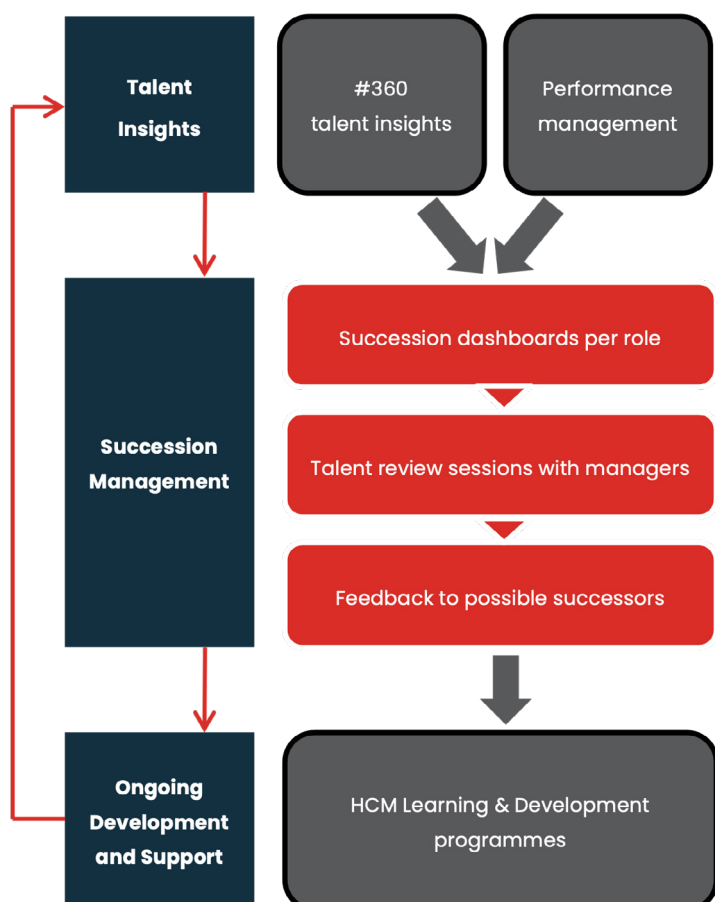 Talent
Insights
#360
talent insights
Performance
management
Succession
Management
Succession dashboards per role
Talent review sessions with managers
Feedback to possible successors
Ongoing
Development
and Support
HCM Learning & Development
programmes